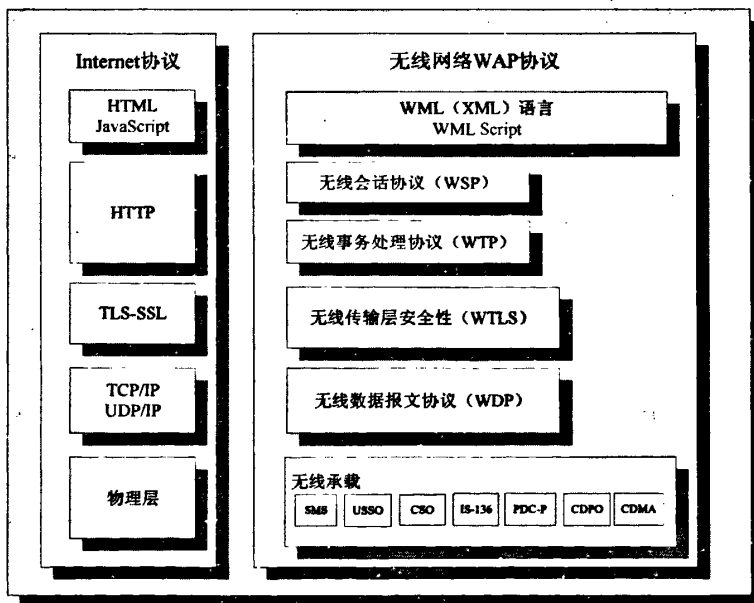 Internet协议
HTML
JavaScript
HTTP
TLS-SSL
TCP/IP
UDP/IP
物理层
无线网络WAP协议
WML（XML）语言
WML Script
无线会话协议（WSP）
无线事务处理协议（WTP）
无线传输层安全性（WTLS）
无线数据报文协议（WDP）
无线承载
SMS
USSO
CSO
IS-136
PDC-P
CDPO
CDMA